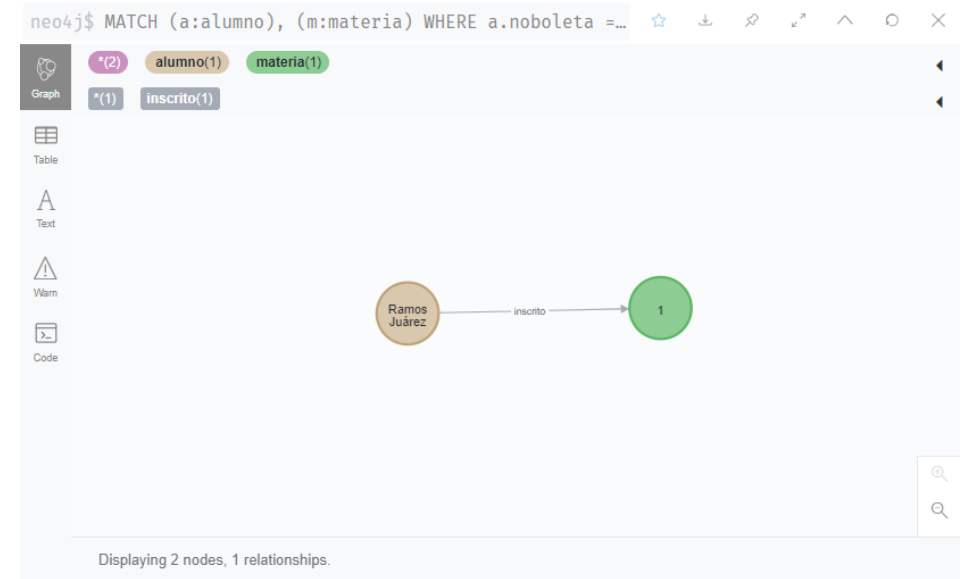 neo4j$ MATCH (a:alumno), (m:materia) WHERE a.noboleta =…
*(2) alumno(1) materia(1)
*(1) inscrito(1)
Graph
Table
Text
Warn
Code
Ramos
Juárez
inscrito
1
Displaying 2 nodes, 1 relationships.